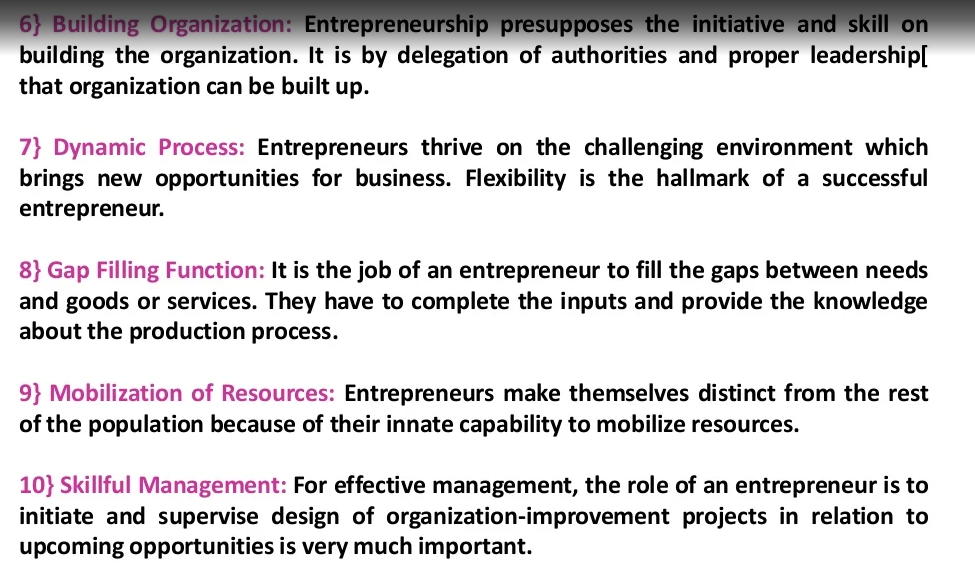 6} Building Organization: Entrepreneurship presupposes the initiative and skill on
building the organization. It is by delegation of authorities and proper leadership[
that organization can be built up.
7} Dynamic Process: Entrepreneurs thrive on the challenging environment which
brings new opportunities for business. Flexibility is the hallmark of a successful
entrepreneur.
8} Gap Filling Function: It is the job of an entrepreneur to fill the gaps between needs
and goods or services. They have to complete the inputs and provide the knowledge
about the production process.
9} Mobilization of Resources: Entrepreneurs make themselves distinct from the rest
of the population because of their innate capability to mobilize resources.
10} Skillful Management: For effective management, the role of an entrepreneur is to
initiate and supervise design of organization-improvement projects in relation to
upcoming opportunities is very much important.